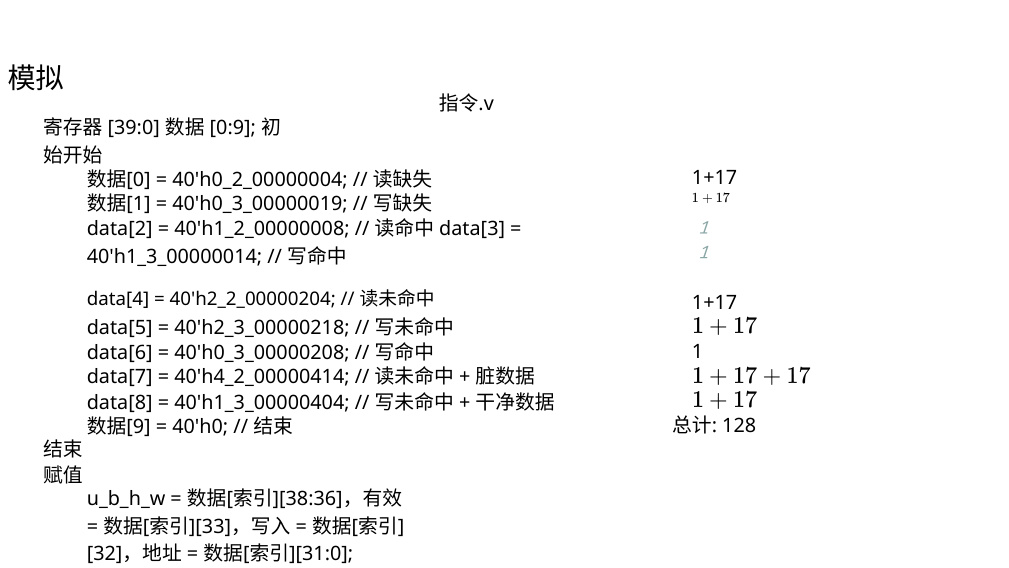 模拟
指令.v
寄存器 [39:0] 数据 [0:9]; 初
始开始
数据[0] = 40'h0_2_00000004; // 读缺失 1+17
数据[1] = 40'h0_3_00000019; // 写缺失 1 + 17
data[2] = 40'h1_2_00000008; // 读命中 data[3] = 1
40'h1_3_00000014; // 写命中 1
data[4] = 40'h2_2_00000204; // 读未命中 1+17
data[5] = 40'h2_3_00000218; // 写未命中 1 + 17
data[6] = 40'h0_3_00000208; // 写命中 1
data[7] = 40'h4_2_00000414; // 读未命中 + 脏数据 1 + 17 + 17
data[8] = 40'h1_3_00000404; // 写未命中 + 干净数据 1 + 17
数据[9] = 40'h0; // 结束 总计: 128
结束
赋值
u_b_h_w = 数据[索引][38:36]，有效
= 数据[索引][33]，写入 = 数据[索引]
[32]，地址 = 数据[索引][31:0];